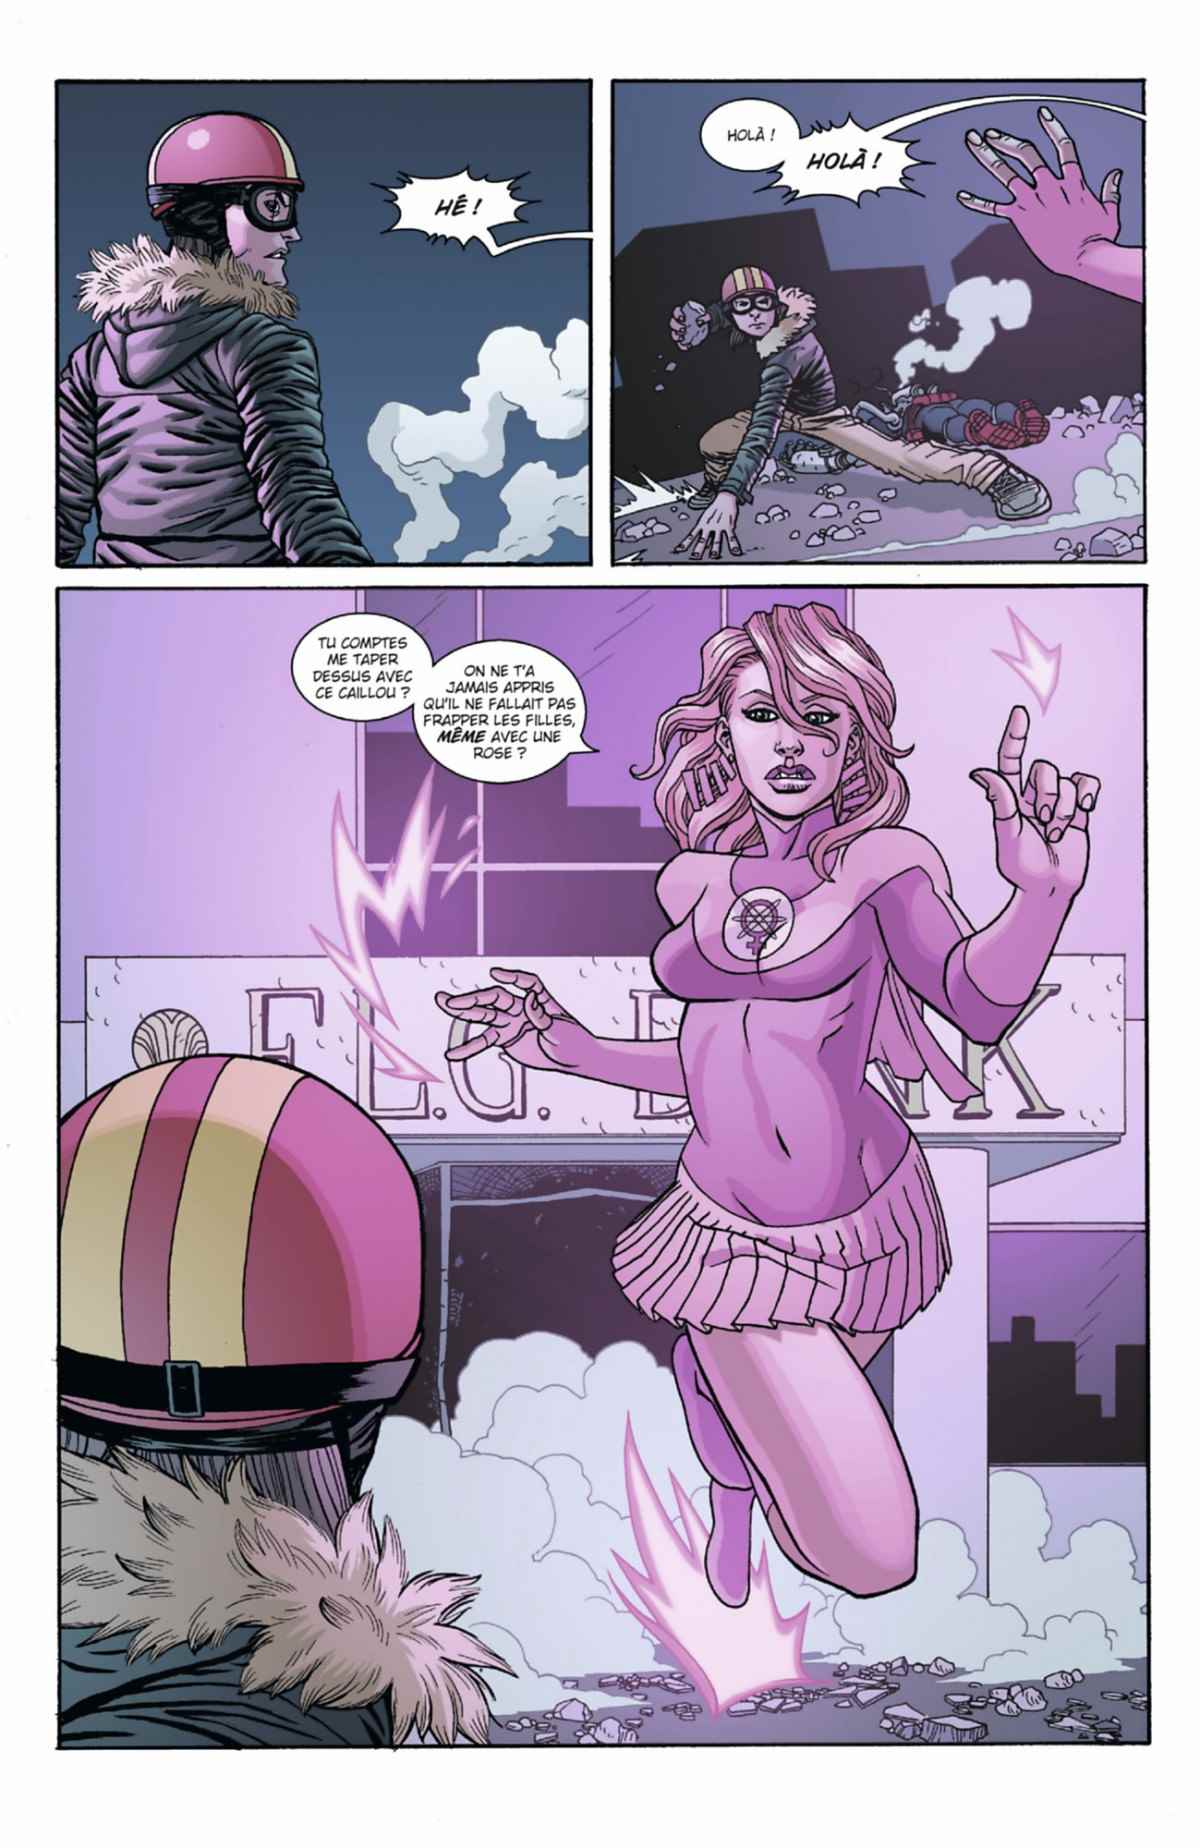 HÉ !
HOLÀ !
HOLÀ !
TU COMPTES
ME TAPER
DESSUS AVEC
CE CAILLOU ?
ON NE T'A
JAMAIS APPRIS
QU'IL NE FALLAIT PAS
FRAPPER LES FILLES,
MÊME AVEC UNE
ROSE ?